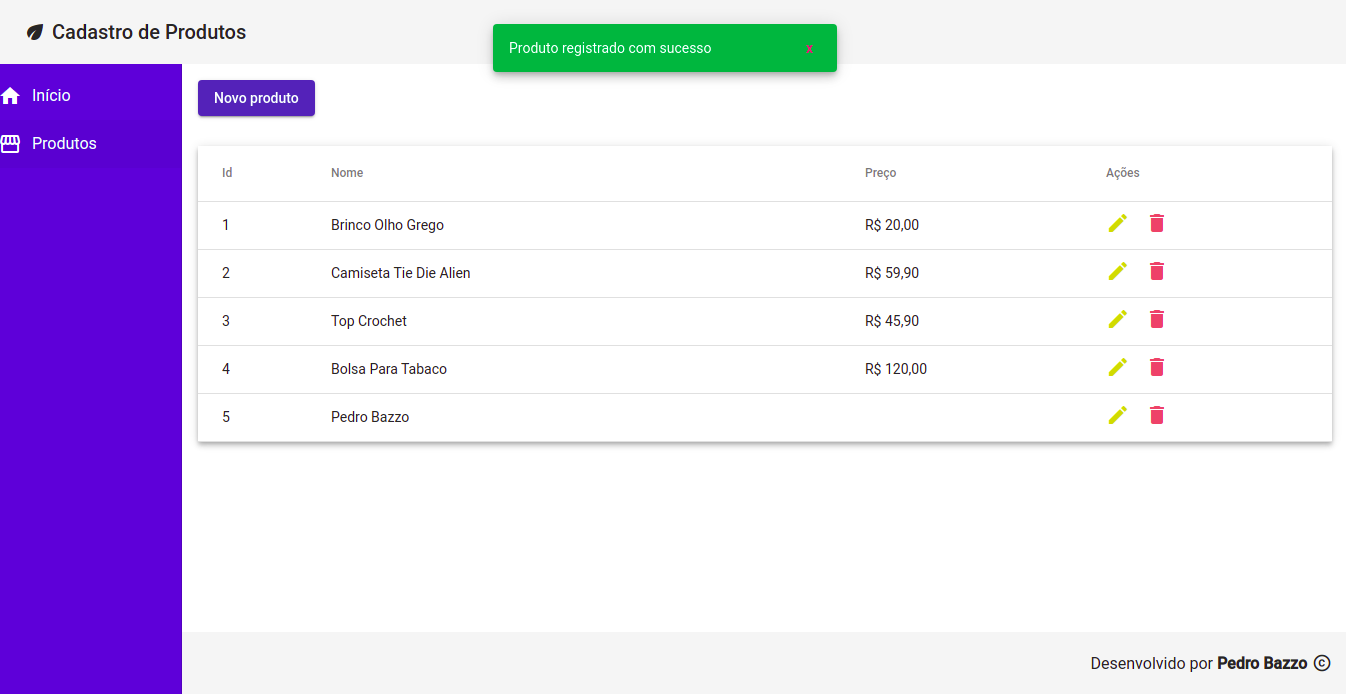 Cadastro de Produtos
Produto registrado com sucesso x
Início
Produtos
Novo produto
Id Nome Preço Ações
1 Brinco Olho Grego R$ 20,00
2 Camiseta Tie Die Alien R$ 59,90
3 Top Crochet R$ 45,90
4 Bolsa Para Tabaco R$ 120,00
5 Pedro Bazzo
Desenvolvido por Pedro Bazzo ©